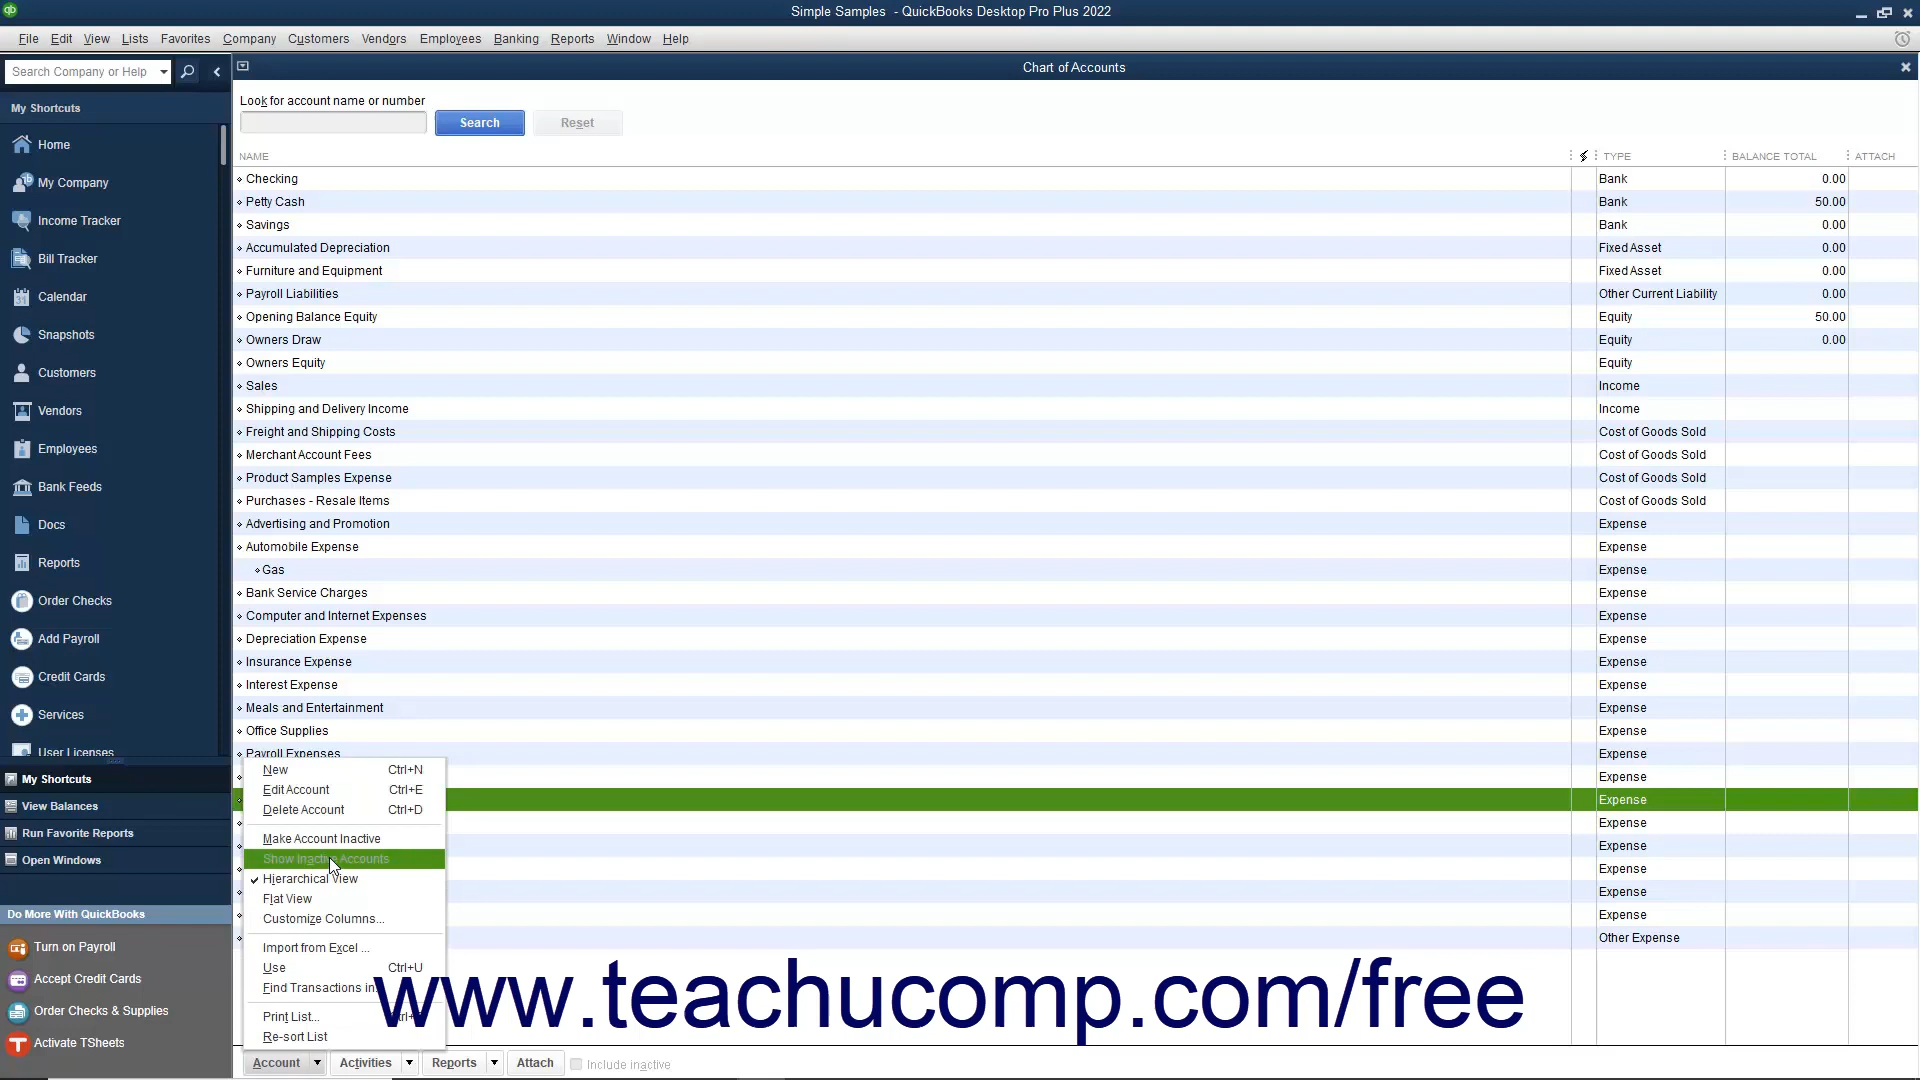 Simple Samples - QuickBooks Desktop Pro Plus 2022
File Edit View Lists Favorites Company Customers Vendors Employees Banking Reports Window Help
Search Company or Help
My Shortcuts
Home
My Company
Income Tracker
Bill Tracker
Calendar
Snapshots
Customers
Vendors
Employees
Bank Feeds
Docs
Reports
Order Checks
Add Payroll
Credit Cards
Services
User Licenses
My Shortcuts
View Balances
Run Favorite Reports
Open Windows
Do More With QuickBooks
Turn on Payroll
Accept Credit Cards
Order Checks & Supplies
Activate TSheets
Chart of Accounts
Look for account name or number
Search Reset
NAME TYPE BALANCE TOTAL ATTACH
Checking Bank 0.00
Petty Cash Bank 50.00
Savings Bank 0.00
Accumulated Depreciation Fixed Asset 0.00
Furniture and Equipment Fixed Asset 0.00
Payroll Liabilities Other Current Liability 0.00
Opening Balance Equity Equity 50.00
Owners Draw Equity 0.00
Owners Equity Equity
Sales Income
Shipping and Delivery Income Income
Freight and Shipping Costs Cost of Goods Sold
Merchant Account Fees Cost of Goods Sold
Product Samples Expense Cost of Goods Sold
Purchases - Resale Items Cost of Goods Sold
Advertising and Promotion Expense
Automobile Expense Expense
Gas Expense
Bank Service Charges Expense
Computer and Internet Expenses Expense
Depreciation Expense Expense
Insurance Expense Expense
Interest Expense Expense
Meals and Entertainment Expense
Office Supplies Expense
Payroll Expenses Expense
Expense
Expense
Expense
Expense
Expense
Expense
Expense
Other Expense
New Ctrl+N
Edit Account Ctrl+E
Delete Account Ctrl+D
Make Account Inactive
Show Inactive Accounts
Hierarchical View
Flat View
Customize Columns...
Import from Excel ...
Use Ctrl+U
Find Transactions in
Print List...
Re-sort List
www.teachucomp.com/free
Account Activities Reports Attach Include inactive